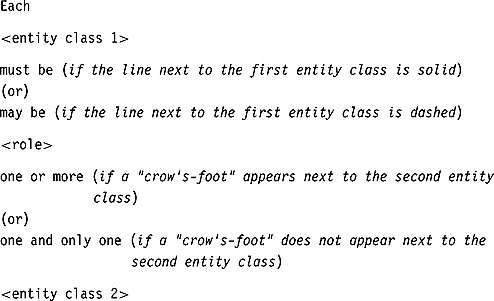 Each
<entity class 1>
must be (if the line next to the first entity class is solid)
(or)
may be (if the line next to the first entity class is dashed)
<role>
one or more (if a "crow's-foot" appears next to the second entity
class)
(or)
one and only one (if a "crow's-foot" does not appear next to the
second entity class)
<entity class 2>